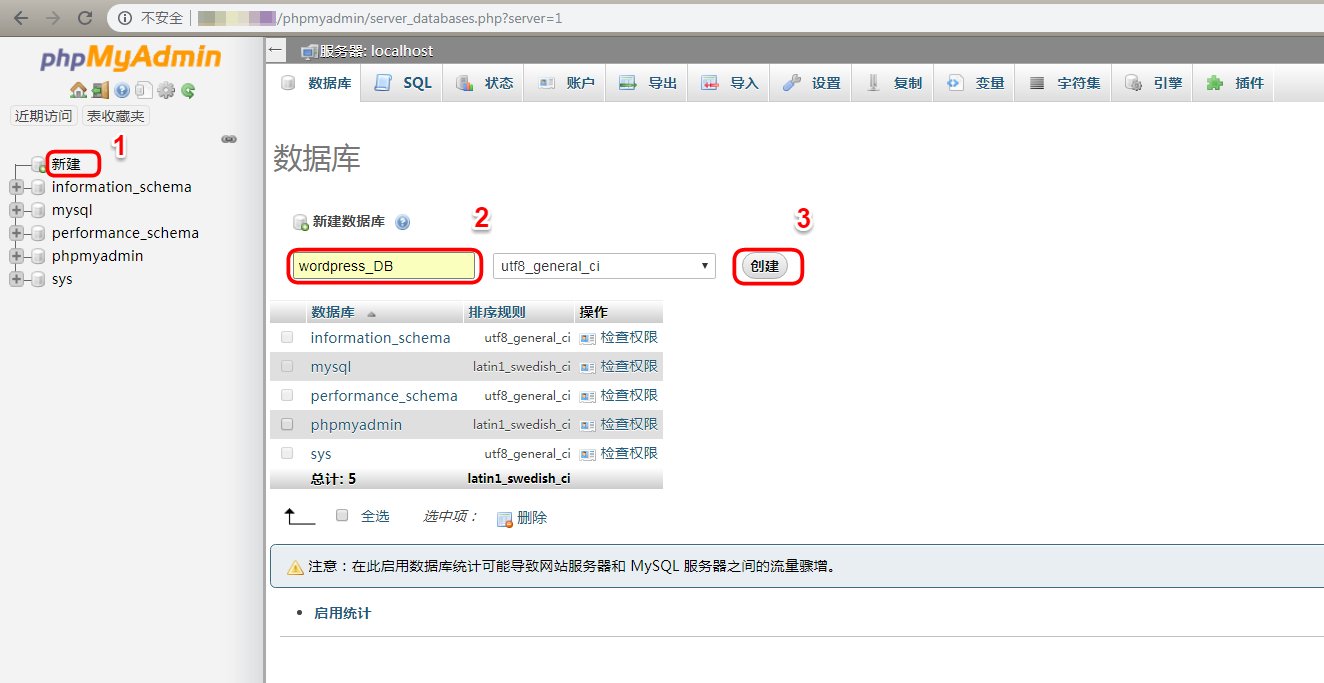 不安全 /phpmyadmin/server_databases.php?server=1
phpMyAdmin
近期访问 表收藏夹
新建 1
information_schema
mysql
performance_schema
phpmyadmin
sys
服务器: localhost
数据库 SQL 状态 账户 导出 导入 设置 复制 变量 字符集 引擎 插件
数据库
新建数据库 2 3
wordpress_DB utf8_general_ci 创建
数据库 排序规则 操作
information_schema utf8_general_ci 检查权限
mysql latin1_swedish_ci 检查权限
performance_schema utf8_general_ci 检查权限
phpmyadmin latin1_swedish_ci 检查权限
sys utf8_general_ci 检查权限
总计: 5 latin1_swedish_ci
全选 选中项： 删除
注意：在此启用数据库统计可能导致网站服务器和 MySQL 服务器之间的流量骤增。
• 启用统计